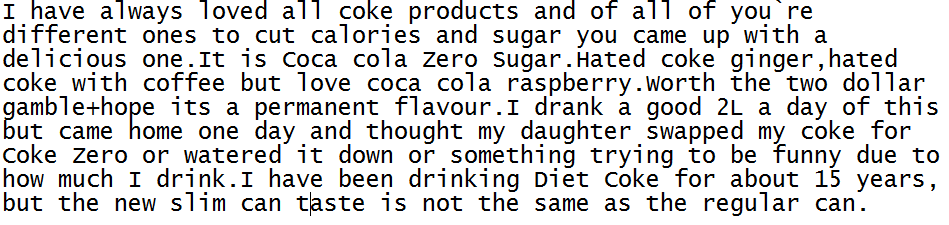 I have always loved all coke products and of all of you`re
different ones to cut calories and sugar you came up with a
delicious one.It is Coca cola Zero Sugar.Hated coke ginger,hated
coke with coffee but love coca cola raspberry.Worth the two dollar
gamble+hope its a permanent flavour.I drank a good 2L a day of this
but came home one day and thought my daughter swapped my coke for
Coke Zero or watered it down or something trying to be funny due to
how much I drink.I have been drinking Diet Coke for about 15 years,
but the new slim can taste is not the same as the regular can.